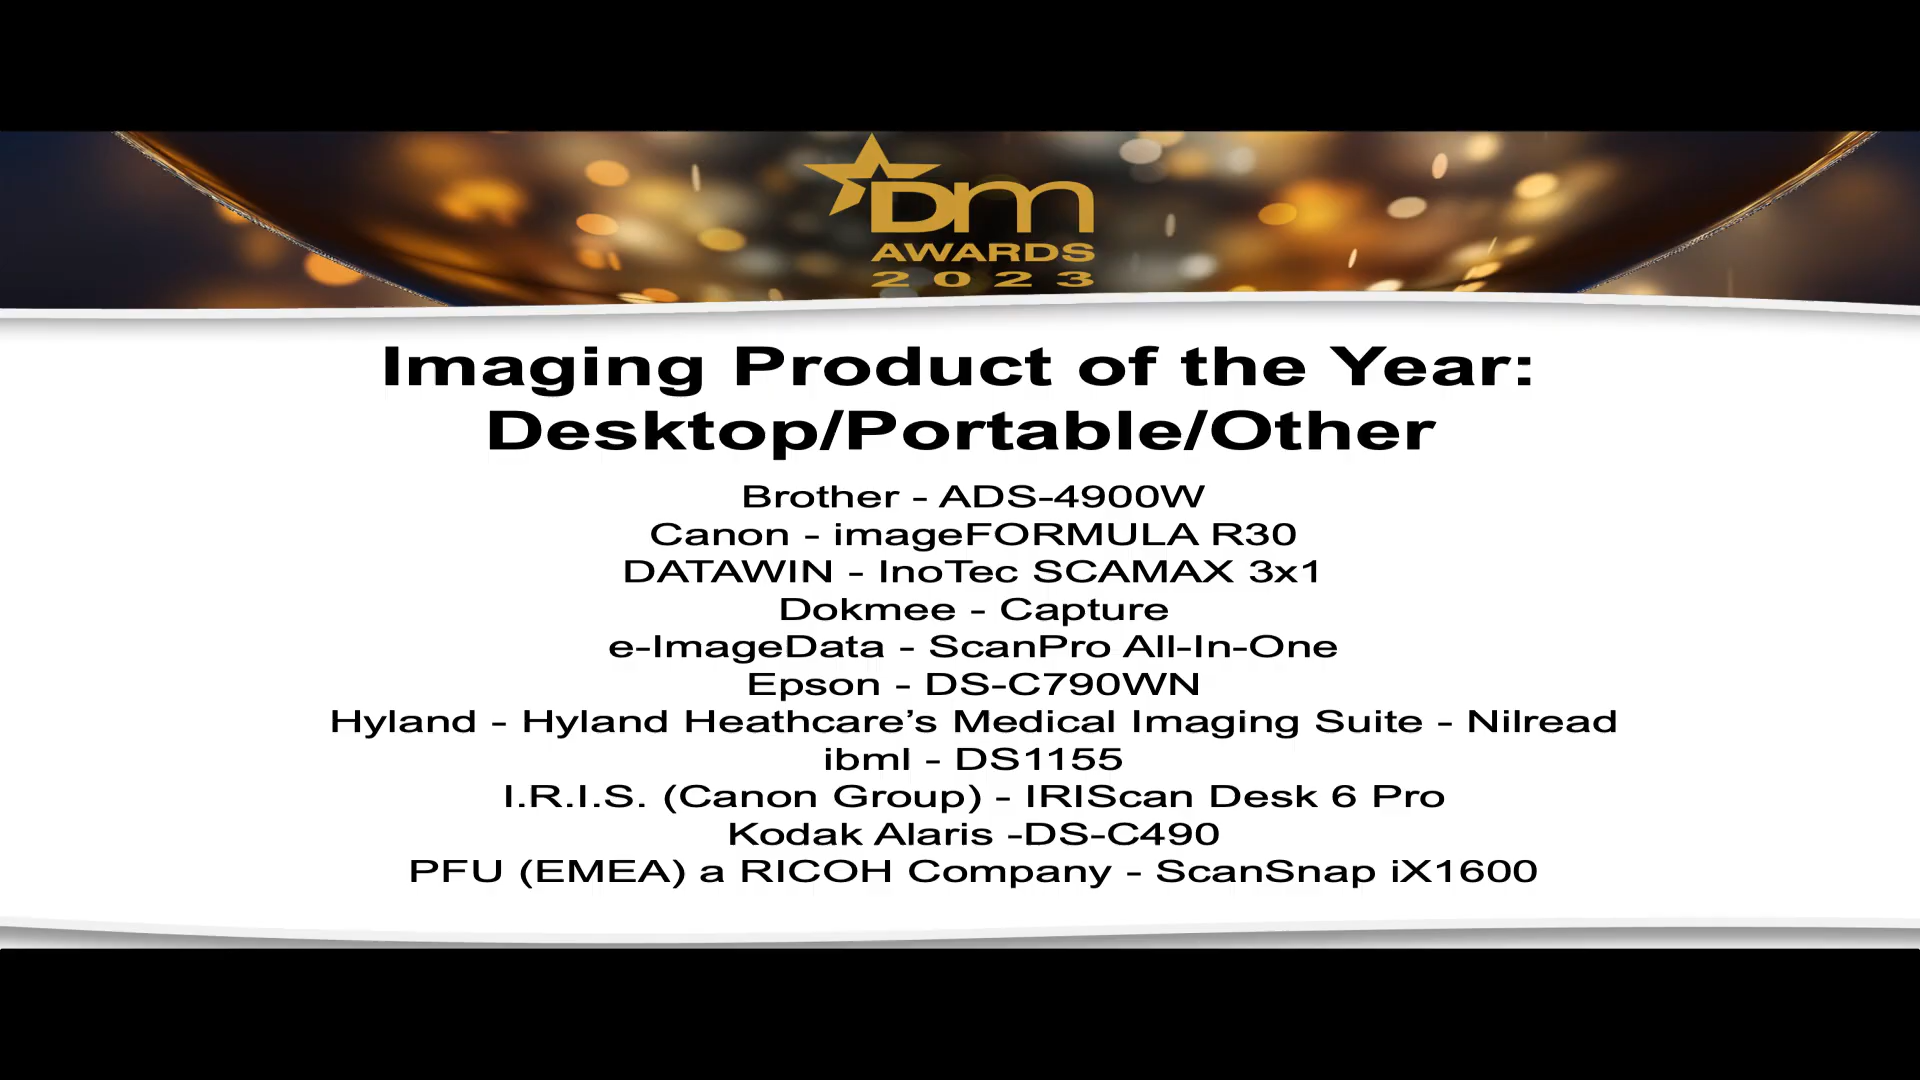 Dm
AWARDS
2023
Imaging Product of the Year:
Desktop/Portable/Other
Brother - ADS-4900W
Canon - imageFORMULA R30
DATAWIN - InoTec SCAMAX 3x1
Dokmee - Capture
e-ImageData - ScanPro All-In-One
Epson - DS-C790WN
Hyland - Hyland Heathcare’s Medical Imaging Suite - Nilread
ibml - DS1155
I.R.I.S. (Canon Group) - IRIScan Desk 6 Pro
Kodak Alaris -DS-C490
PFU (EMEA) a RICOH Company - ScanSnap iX1600